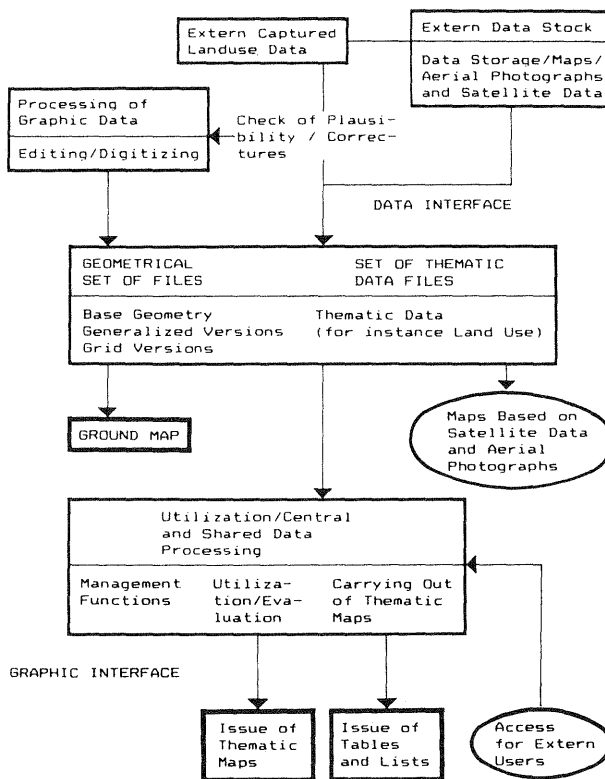 Extern Captured
Landuse Data
Extern Data Stock
Data Storage/Maps/
Aerial Photographs
and Satellite Data
Processing of
Graphic Data
Editing/Digitizing
Check of Plausi-
bility / Correc-
tures
DATA INTERFACE
GEOMETRICAL
SET OF FILES
SET OF THEMATIC
DATA FILES
Base Geometry
Generalized Versions
Grid Versions
Thematic Data
(for instance Land Use)
GROUND MAP
Maps Based on
Satellite Data
and Aerial
Photographs
Utilization/Central
and Shared Data
Processing
Management
Functions
Utiliza-
tion/Eva-
luation
Carrying Out
of Thematic
Maps
GRAPHIC INTERFACE
Issue of
Thematic
Maps
Issue of
Tables
and Lists
Access
for Extern
Users